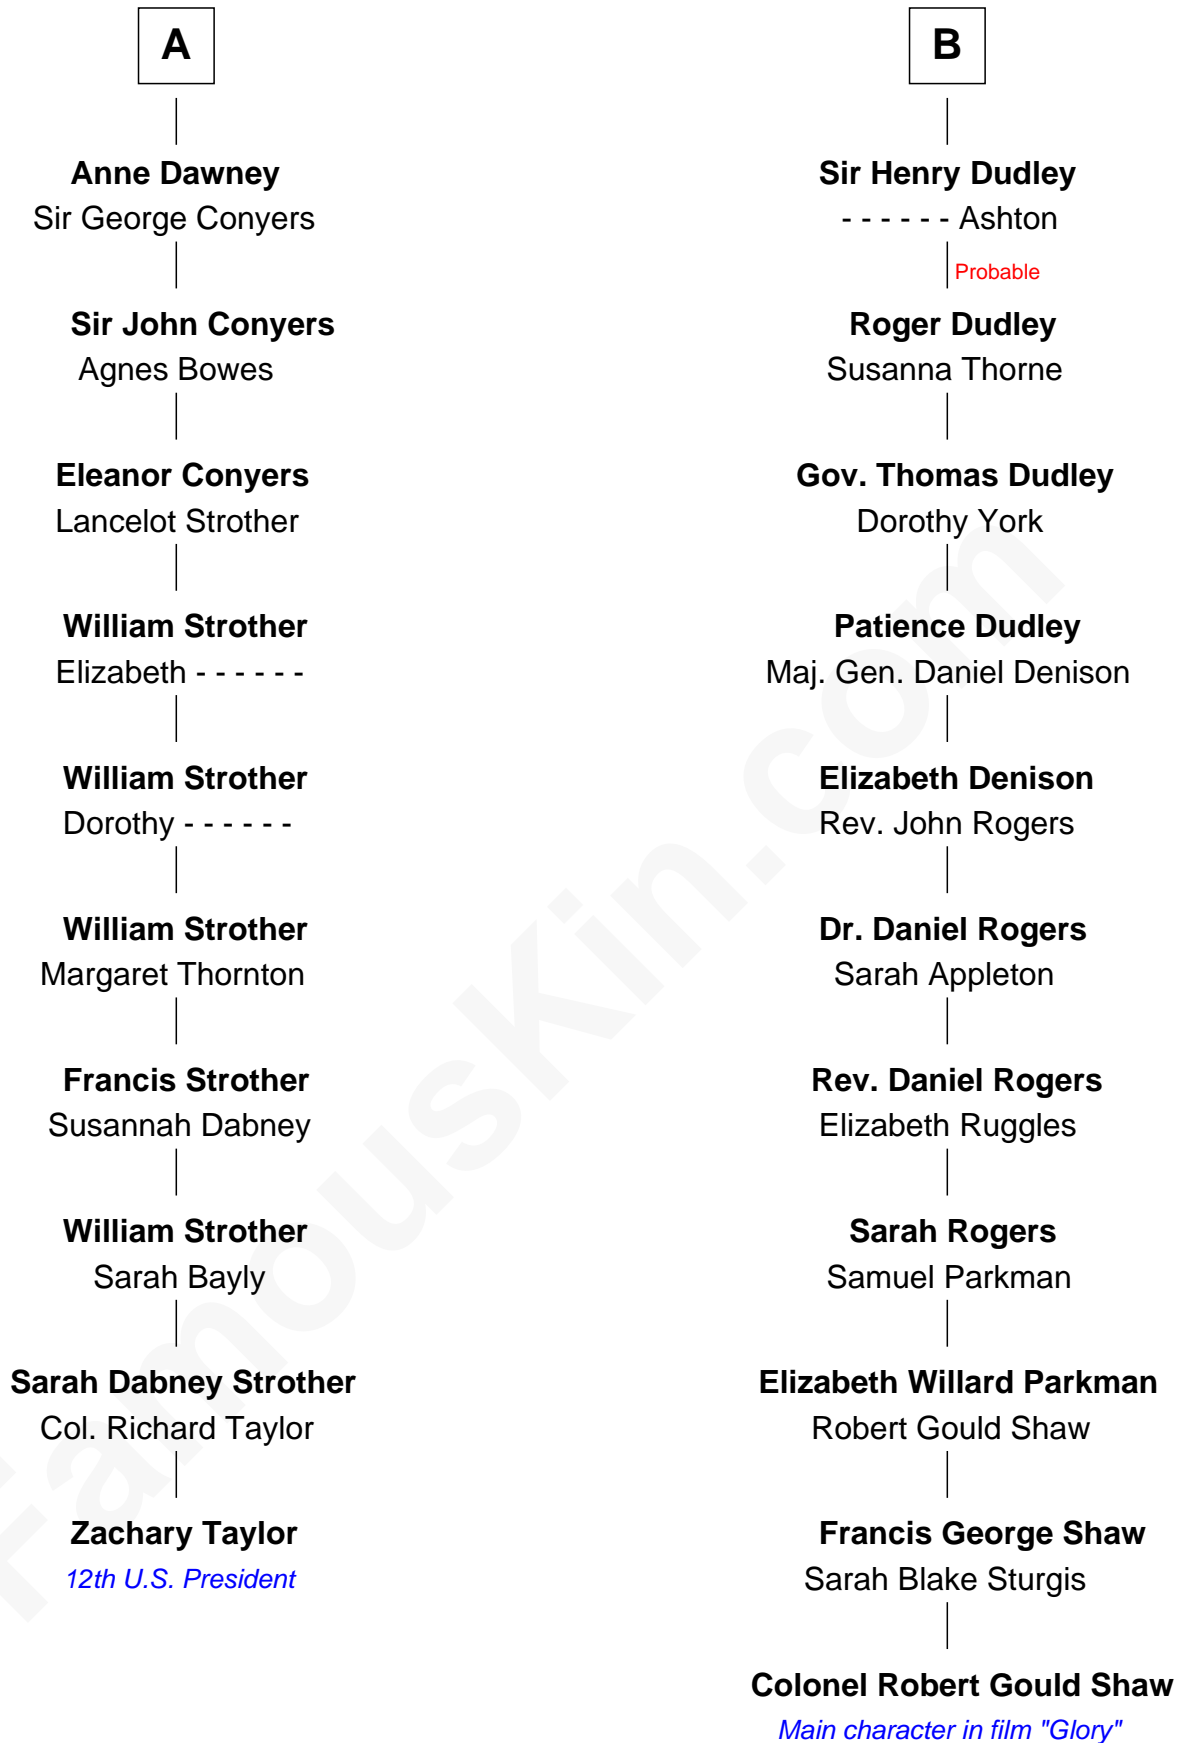 A
Anne Dawney
Sir George Conyers
Sir John Conyers
Agnes Bowes
Eleanor Conyers
Lancelot Strother
William Strother
Elizabeth - - - - - -
William Strother
Dorothy - - - - - -
William Strother
Margaret Thornton
Francis Strother
Susannah Dabney
William Strother
Sarah Bayly
Sarah Dabney Strother
Col. Richard Taylor
Zachary Taylor
12th U.S. President
B
Sir Henry Dudley
- - - - - - Ashton
Probable
Roger Dudley
Susanna Thorne
Gov. Thomas Dudley
Dorothy York
Patience Dudley
Maj. Gen. Daniel Denison
Elizabeth Denison
Rev. John Rogers
Dr. Daniel Rogers
Sarah Appleton
Rev. Daniel Rogers
Elizabeth Ruggles
Sarah Rogers
Samuel Parkman
Elizabeth Willard Parkman
Robert Gould Shaw
Francis George Shaw
Sarah Blake Sturgis
Colonel Robert Gould Shaw
Main character in film "Glory"
FamousKin.com